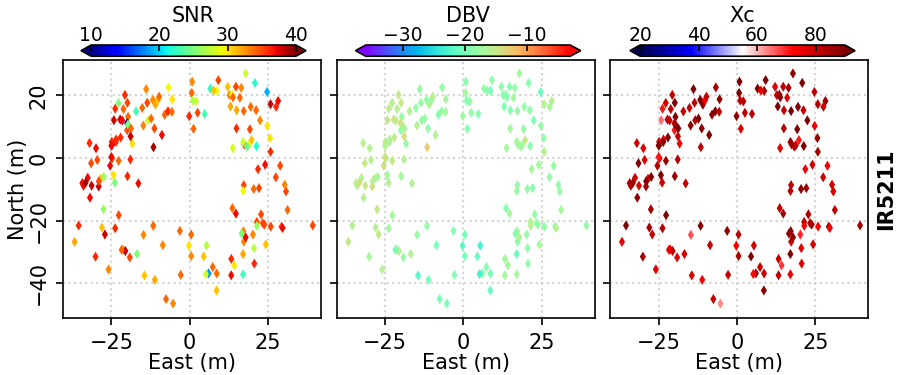 SNR DBV Xc
10 20 30 40 −30 −20 −10 20 40 60 80
20
0
−20
−40
North (m)
−25 0 25 −25 0 25 −25 0 25
East (m) East (m) East (m)
IR5211